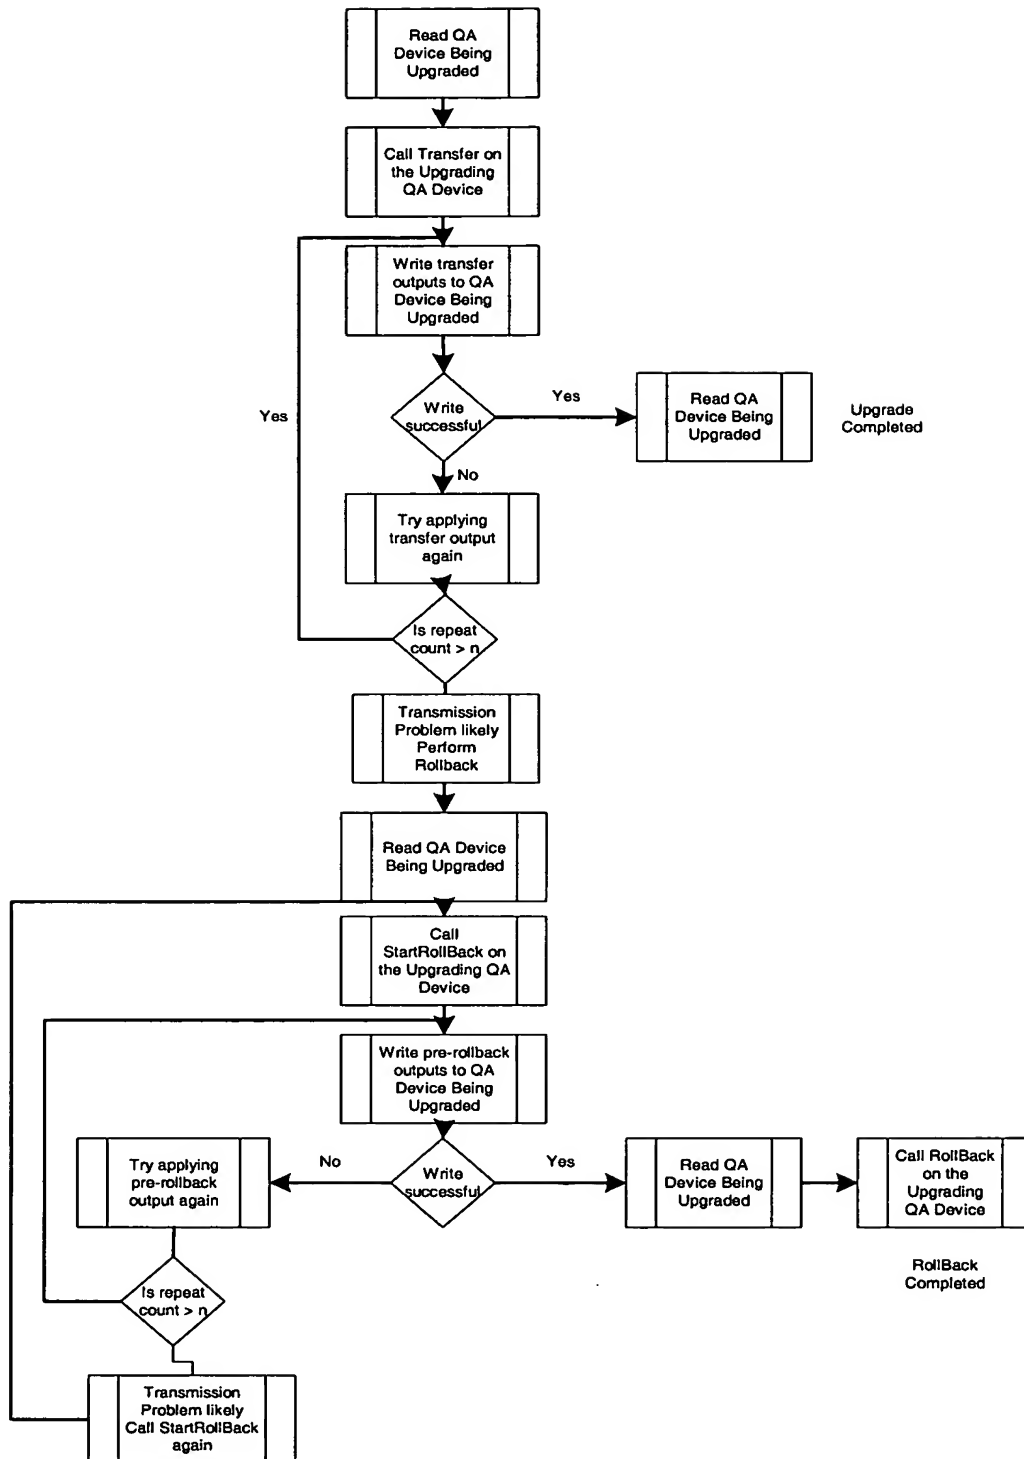 Read QA
Device Being
Upgraded
Call Transfer on
the Upgrading
QA Device
Write transfer
outputs to QA
Device Being
Upgraded
Yes
Write
successful
Yes
Read QA
Device Being
Upgraded
Upgrade
Completed
No
Try applying
transfer output
again
Is repeat
count > n
Transmission
Problem likely
Perform
Rollback
Read QA Device
Being Upgraded
Call
StartRollBack on
the Upgrading QA
Device
Write pre-rollback
outputs to QA
Device Being
Upgraded
Try applying
pre-rollback
output again
No
Write
successful
Yes
Read QA
Device Being
Upgraded
Call RollBack
on the
Upgrading
QA Device
RollBack
Completed
Is repeat
count > n
Transmission
Problem likely
Call StartRollBack
again